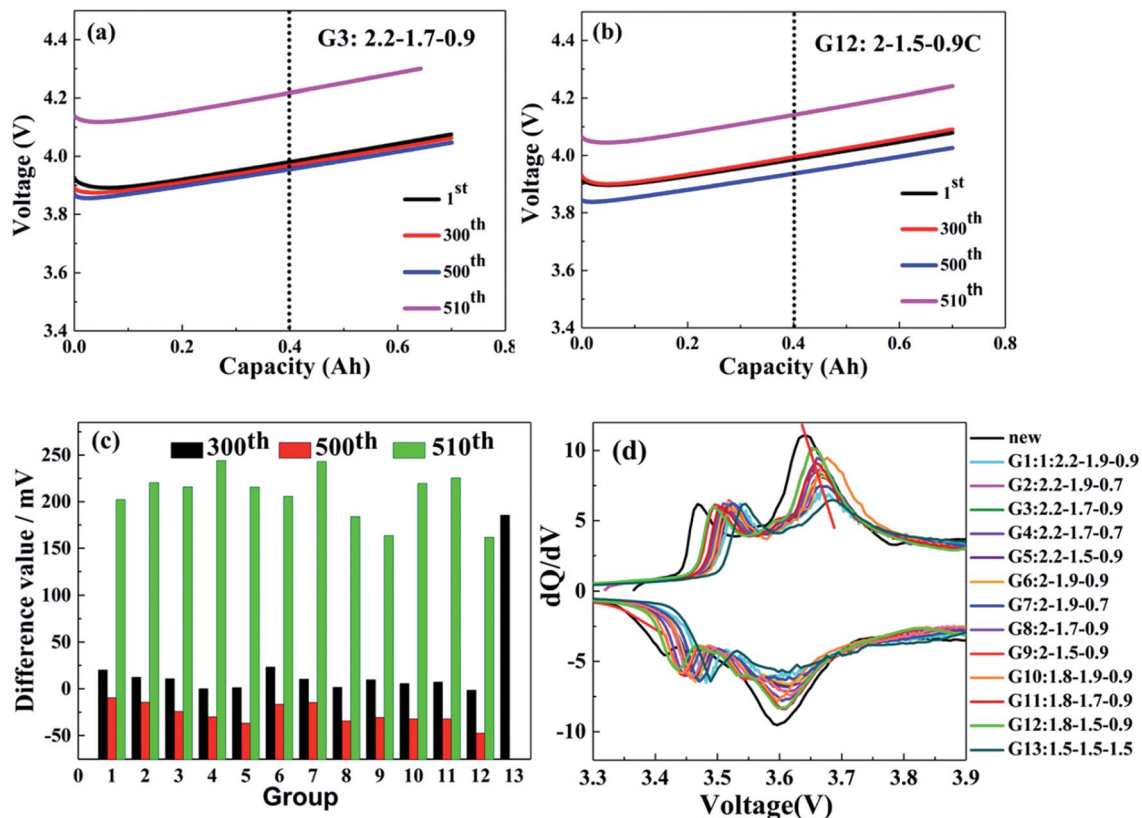 (a)
G3: 2.2-1.7-0.9
Voltage (V)
4.4
4.2
4.0
3.8
3.6
3.4
1st
300th
500th
510th
0.0 0.2 0.4 0.6 0.8
Capacity (Ah)
(b)
G12: 2-1.5-0.9C
Voltage (V)
4.4
4.2
4.0
3.8
3.6
3.4
1st
300th
500th
510th
0.0 0.2 0.4 0.6 0.8
Capacity (Ah)
(c)
300th 500th 510th
Difference value / mV
250
200
150
100
50
0
-50
0 1 2 3 4 5 6 7 8 9 10 11 12 13
Group
(d)
dQ/dV
10
5
0
-5
-10
3.3 3.4 3.5 3.6 3.7 3.8 3.9
Voltage(V)
new
G1:1:2.2-1.9-0.9
G2:2.2-1.9-0.7
G3:2.2-1.7-0.9
G4:2.2-1.7-0.7
G5:2.2-1.5-0.9
G6:2-1.9-0.9
G7:2-1.9-0.7
G8:2-1.7-0.9
G9:2-1.5-0.9
G10:1.8-1.9-0.9
G11:1.8-1.7-0.9
G12:1.8-1.5-0.9
G13:1.5-1.5-1.5